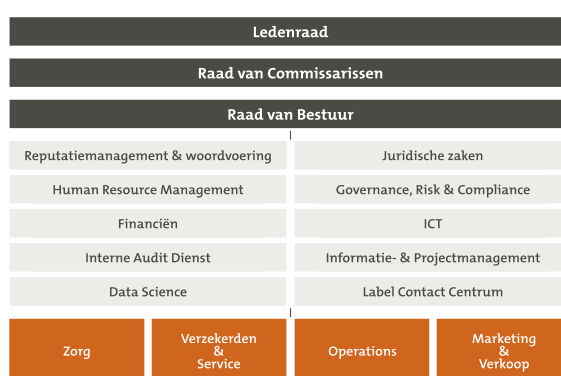 Ledenraad
Raad van Commissarissen
Raad van Bestuur
Reputatiemanagement & woordvoering
Juridische zaken
Human Resource Management
Governance, Risk & Compliance
Financiën
ICT
Interne Audit Dienst
Informatie- & Projectmanagement
Data Science
Label Contact Centrum
Zorg
Verzekerden
&
Service
Operations
Marketing
&
Verkoop